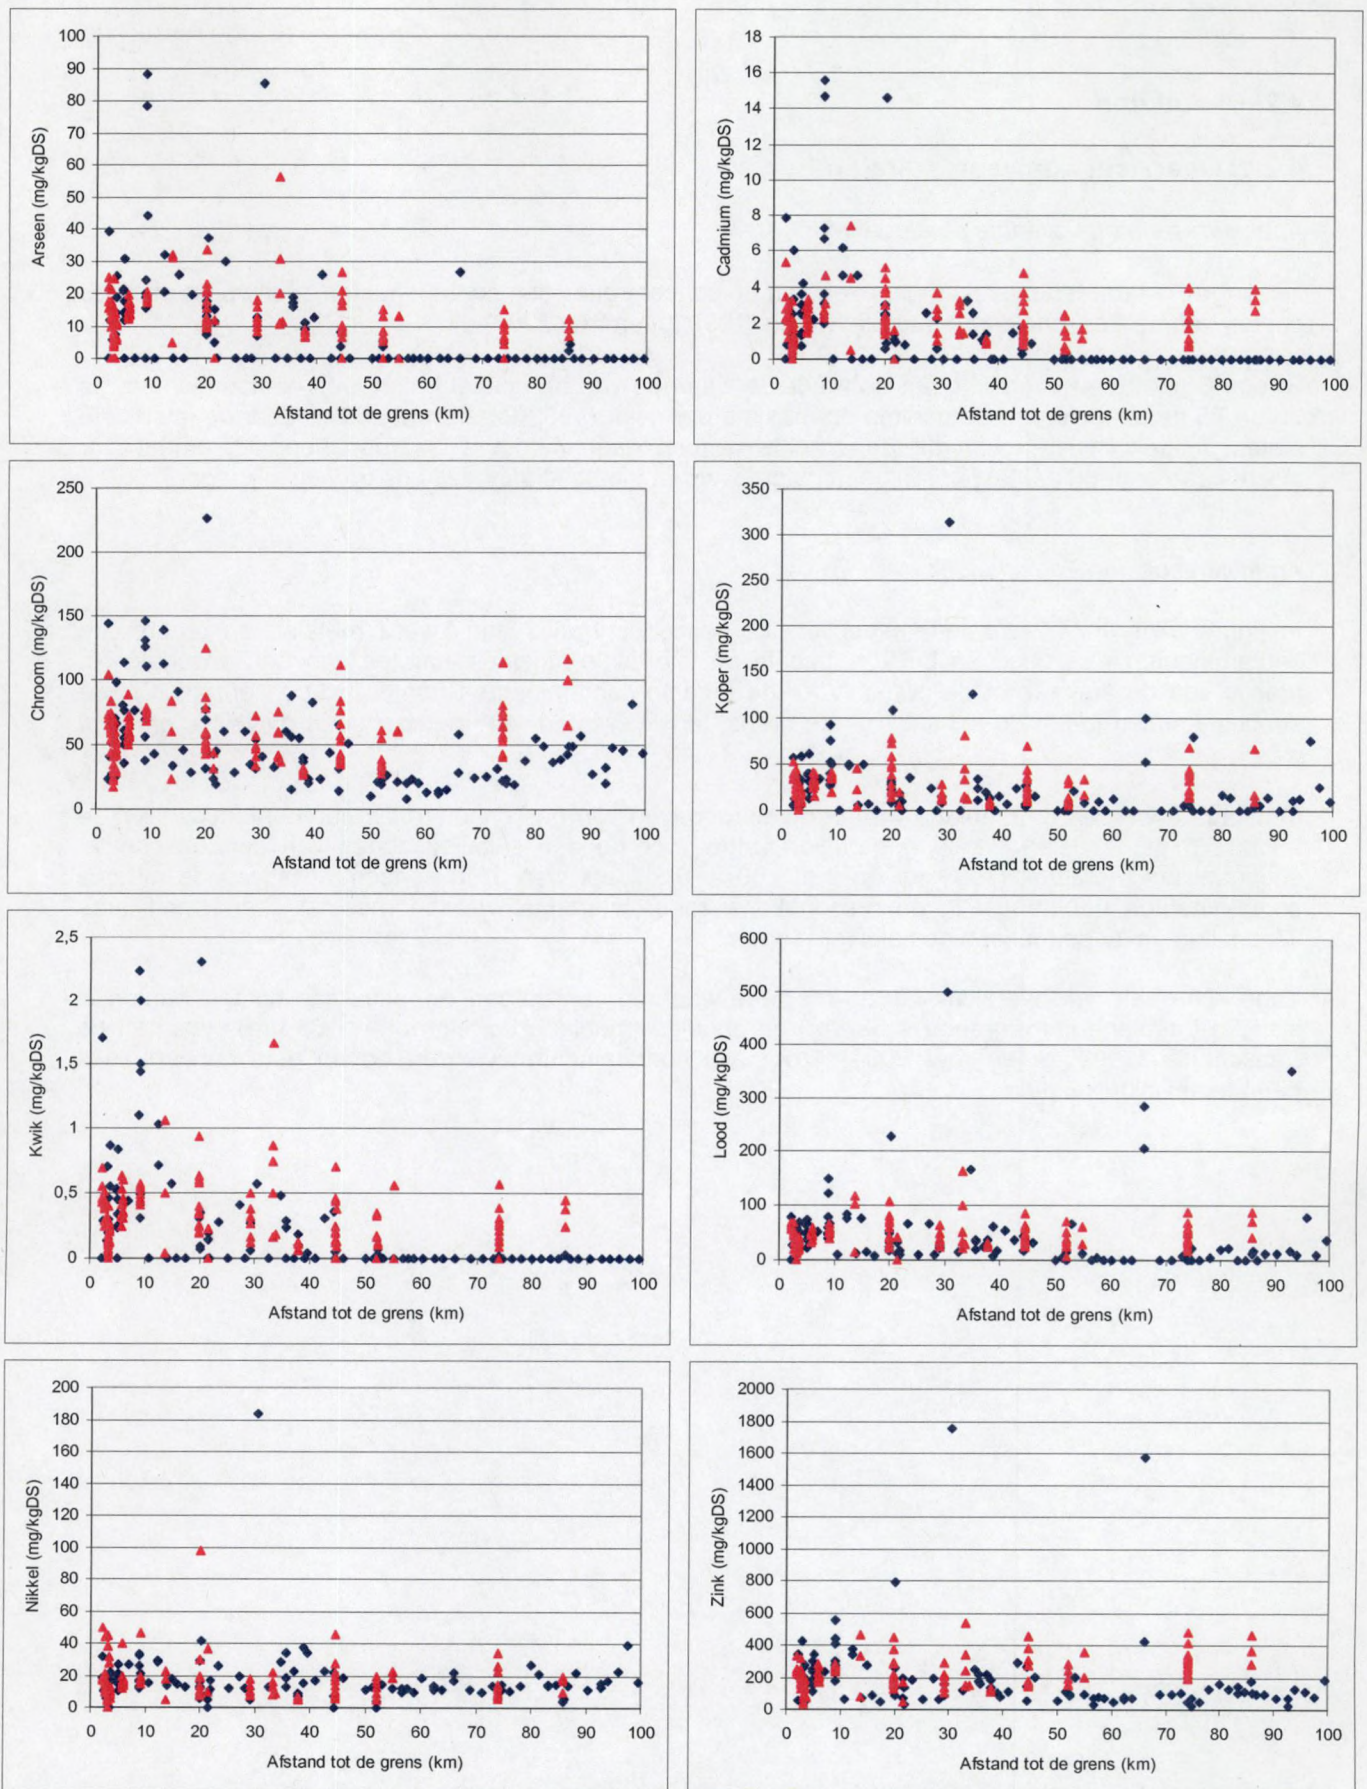 Arseen (mg/kgDS)
100
90
80
70
60
50
40
30
20
10
0
0 10 20 30 40 50 60 70 80 90 100
Afstand tot de grens (km)
Cadmium (mg/kgDS)
18
16
14
12
10
8
6
4
2
0
0 10 20 30 40 50 60 70 80 90 100
Afstand tot de grens (km)
Chroom (mg/kgDS)
250
200
150
100
50
0
0 10 20 30 40 50 60 70 80 90 100
Afstand tot de grens (km)
Koper (mg/kgDS)
350
300
250
200
150
100
50
0
0 10 20 30 40 50 60 70 80 90 100
Afstand tot de grens (km)
Kwik (mg/kgDS)
2,5
2
1,5
1
0,5
0
0 10 20 30 40 50 60 70 80 90 100
Afstand tot de grens (km)
Lood (mg/kgDS)
600
500
400
300
200
100
0
0 10 20 30 40 50 60 70 80 90 100
Afstand tot de grens (km)
Nikkel (mg/kgDS)
200
180
160
140
120
100
80
60
40
20
0
0 10 20 30 40 50 60 70 80 90 100
Afstand tot de grens (km)
Zink (mg/kgDS)
2000
1800
1600
1400
1200
1000
800
600
400
200
0
0 10 20 30 40 50 60 70 80 90 100
Afstand tot de grens (km)